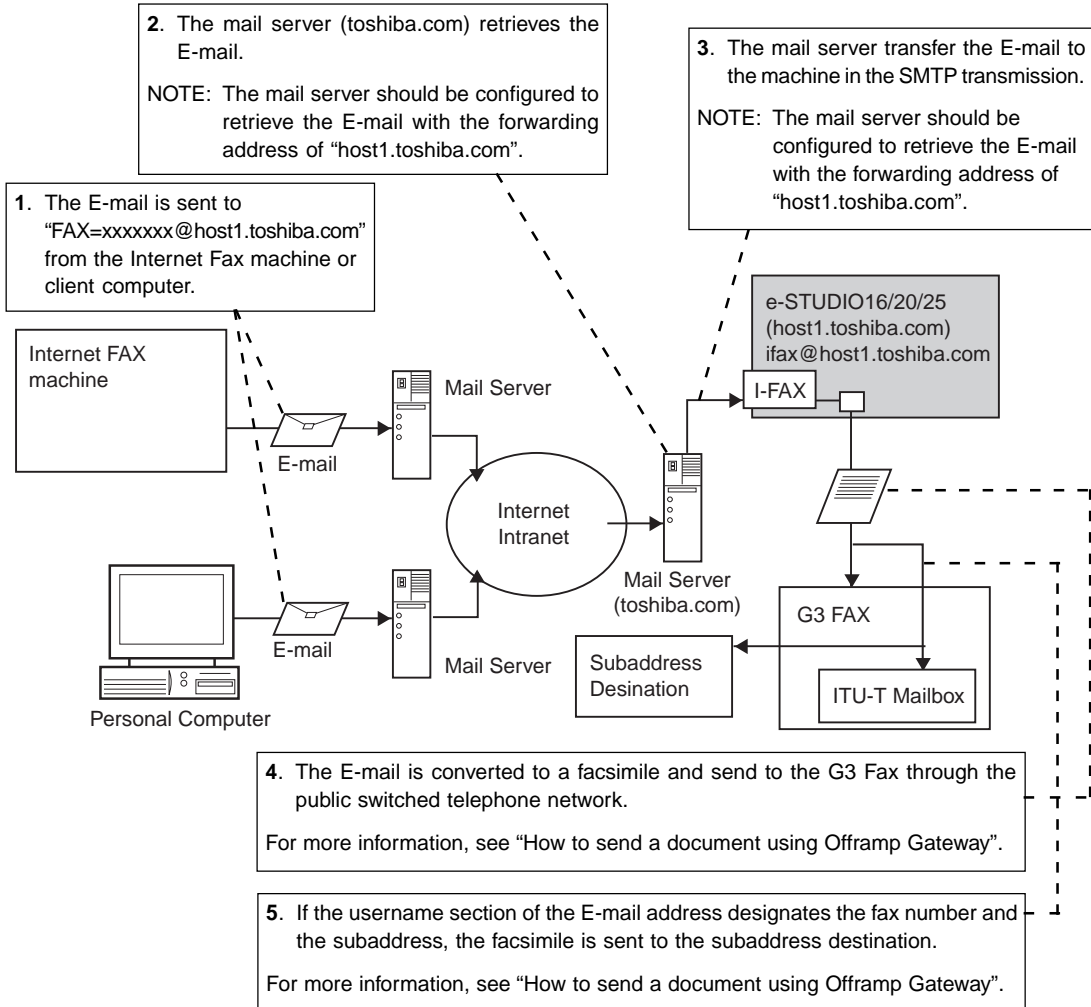 2. The mail server (toshiba.com) retrieves the
E-mail.
NOTE: The mail server should be configured to
retrieve the E-mail with the forwarding
address of “host1.toshiba.com”.
3. The mail server transfer the E-mail to
the machine in the SMTP transmission.
NOTE: The mail server should be
configured to retrieve the E-mail
with the forwarding address of
“host1.toshiba.com”.
1. The E-mail is sent to
“FAX=xxxxxxx@host1.toshiba.com”
from the Internet Fax machine or
client computer.
e-STUDIO16/20/25
(host1.toshiba.com)
ifax@host1.toshiba.com
I-FAX
Internet FAX
machine
E-mail
Mail Server
Internet
Intranet
Mail Server
(toshiba.com)
Personal Computer
E-mail
Mail Server
G3 FAX
Subaddress
Desination
ITU-T Mailbox
4. The E-mail is converted to a facsimile and send to the G3 Fax through the
public switched telephone network.
For more information, see “How to send a document using Offramp Gateway”.
5. If the username section of the E-mail address designates the fax number and
the subaddress, the facsimile is sent to the subaddress destination.
For more information, see “How to send a document using Offramp Gateway”.